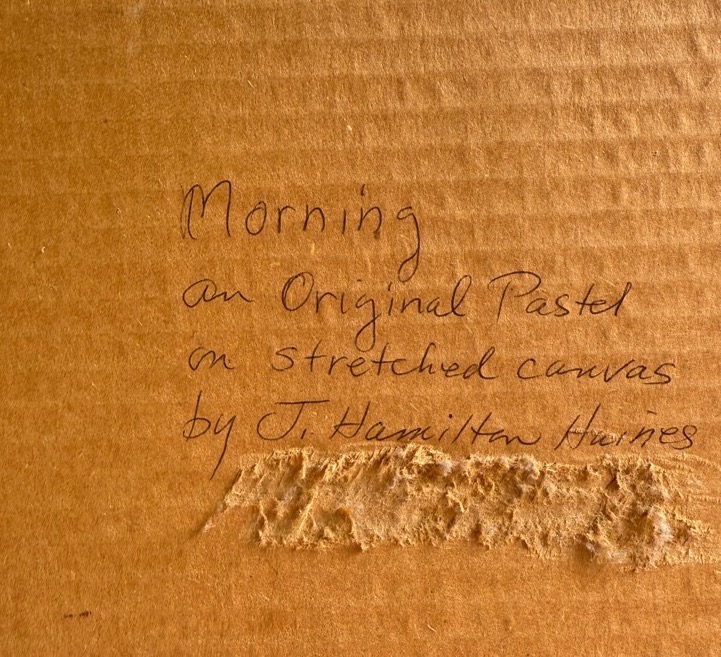 Morning
an Original Pastel
on stretched canvas
by J. Hamilton Haines